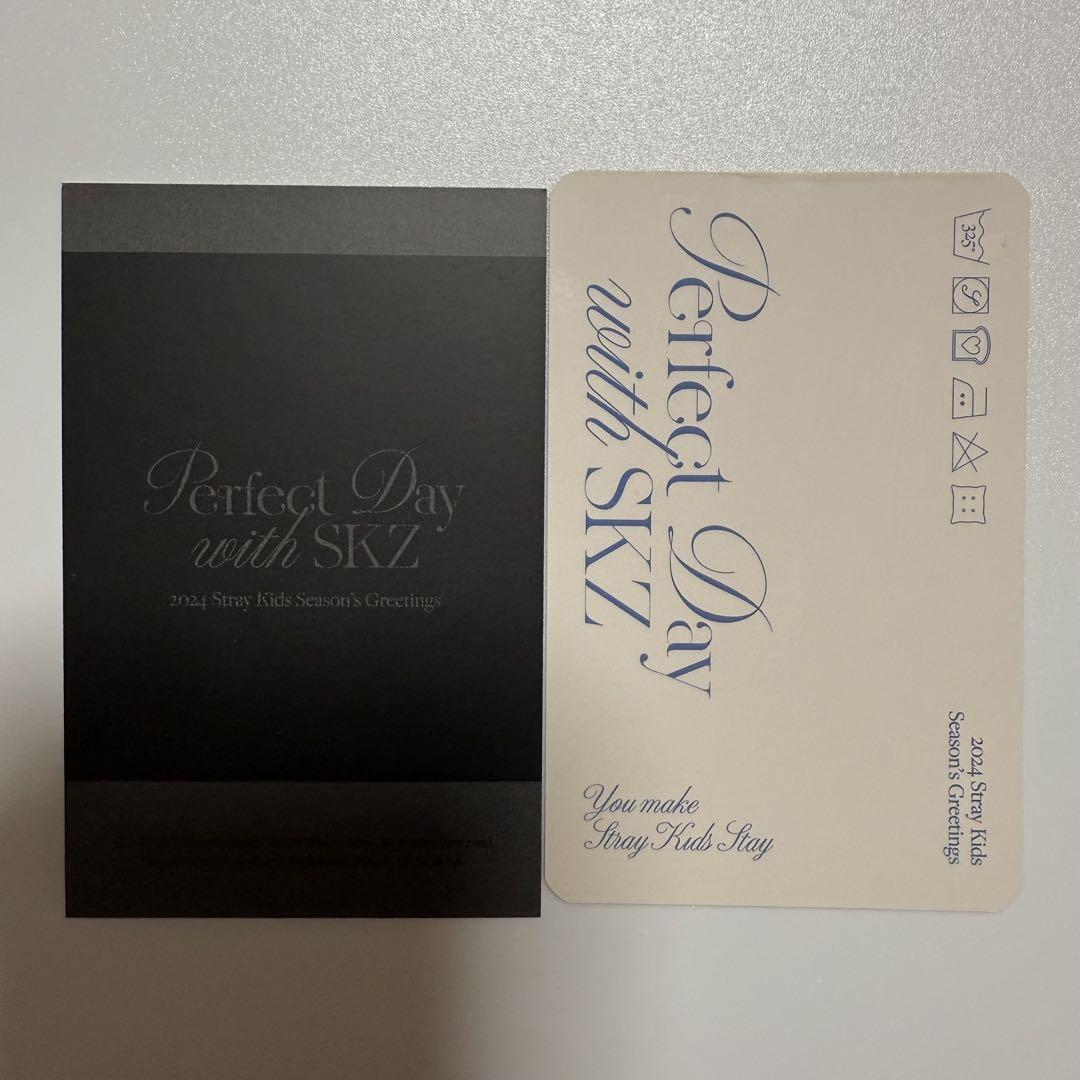 Perfect Day
with SKZ
2024 Stray Kids Season's Greetings
Perfect Day
with SKZ
325°
2024 Stray Kids
Season's Greetings
You make
Stray Kids Stay